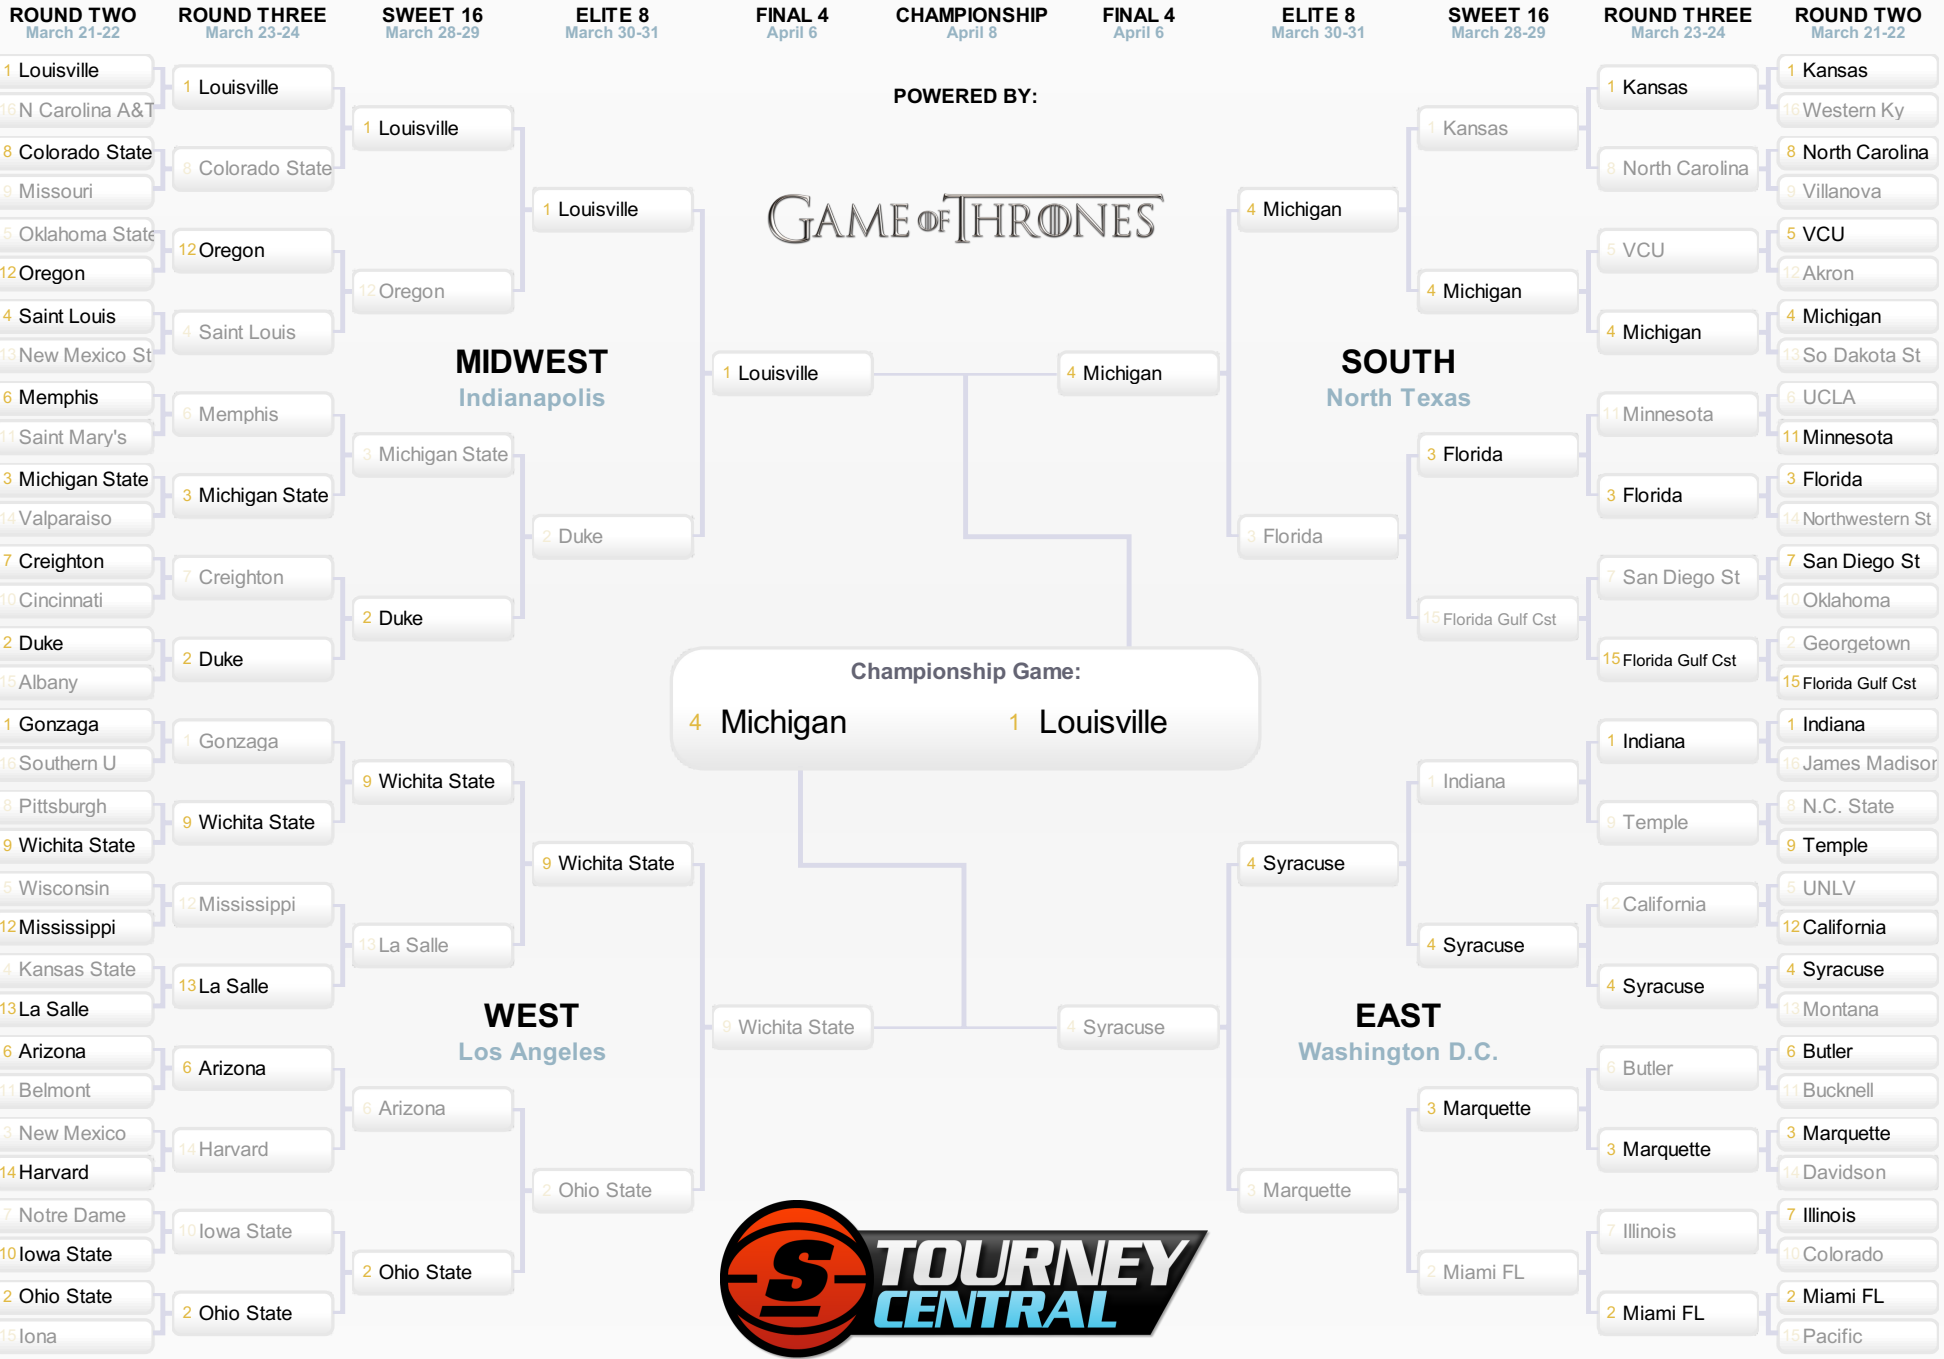 ROUND TWO
March 21-22
ROUND THREE
March 23-24
SWEET 16
March 28-29
ELITE 8
March 30-31
FINAL 4
April 6
CHAMPIONSHIP
April 8
FINAL 4
April 6
ELITE 8
March 30-31
SWEET 16
March 28-29
ROUND THREE
March 23-24
ROUND TWO
March 21-22
1 Louisville
16 N Carolina A&T
8 Colorado State
9 Missouri
5 Oklahoma State
12 Oregon
4 Saint Louis
13 New Mexico St
6 Memphis
11 Saint Mary's
3 Michigan State
14 Valparaiso
7 Creighton
10 Cincinnati
2 Duke
15 Albany
1 Gonzaga
16 Southern U
8 Pittsburgh
9 Wichita State
5 Wisconsin
12 Mississippi
4 Kansas State
13 La Salle
6 Arizona
11 Belmont
3 New Mexico
14 Harvard
7 Notre Dame
10 Iowa State
2 Ohio State
15 Iona
1 Louisville
8 Colorado State
12 Oregon
4 Saint Louis
6 Memphis
3 Michigan State
7 Creighton
2 Duke
1 Gonzaga
9 Wichita State
12 Mississippi
13 La Salle
6 Arizona
14 Harvard
10 Iowa State
2 Ohio State
1 Louisville
12 Oregon
3 Michigan State
2 Duke
9 Wichita State
13 La Salle
6 Arizona
2 Ohio State
1 Louisville
2 Duke
9 Wichita State
2 Ohio State
MIDWEST
Indianapolis
WEST
Los Angeles
1 Louisville
9 Wichita State
POWERED BY:
GAME OF THRONES
Championship Game:
4 Michigan 1 Louisville
S TOURNEY
CENTRAL
4 Michigan
4 Syracuse
SOUTH
North Texas
EAST
Washington D.C.
4 Michigan
3 Florida
4 Syracuse
3 Marquette
1 Kansas
4 Michigan
3 Florida
15 Florida Gulf Cst
1 Indiana
4 Syracuse
3 Marquette
2 Miami FL
1 Kansas
8 North Carolina
5 VCU
4 Michigan
11 Minnesota
3 Florida
7 San Diego St
15 Florida Gulf Cst
1 Indiana
9 Temple
12 California
4 Syracuse
6 Butler
3 Marquette
7 Illinois
2 Miami FL
1 Kansas
16 Western Ky
8 North Carolina
9 Villanova
5 VCU
12 Akron
4 Michigan
13 So Dakota St
6 UCLA
11 Minnesota
3 Florida
14 Northwestern St
7 San Diego St
10 Oklahoma
2 Georgetown
15 Florida Gulf Cst
1 Indiana
16 James Madison
8 N.C. State
9 Temple
5 UNLV
12 California
4 Syracuse
13 Montana
6 Butler
11 Bucknell
3 Marquette
14 Davidson
7 Illinois
10 Colorado
2 Miami FL
15 Pacific